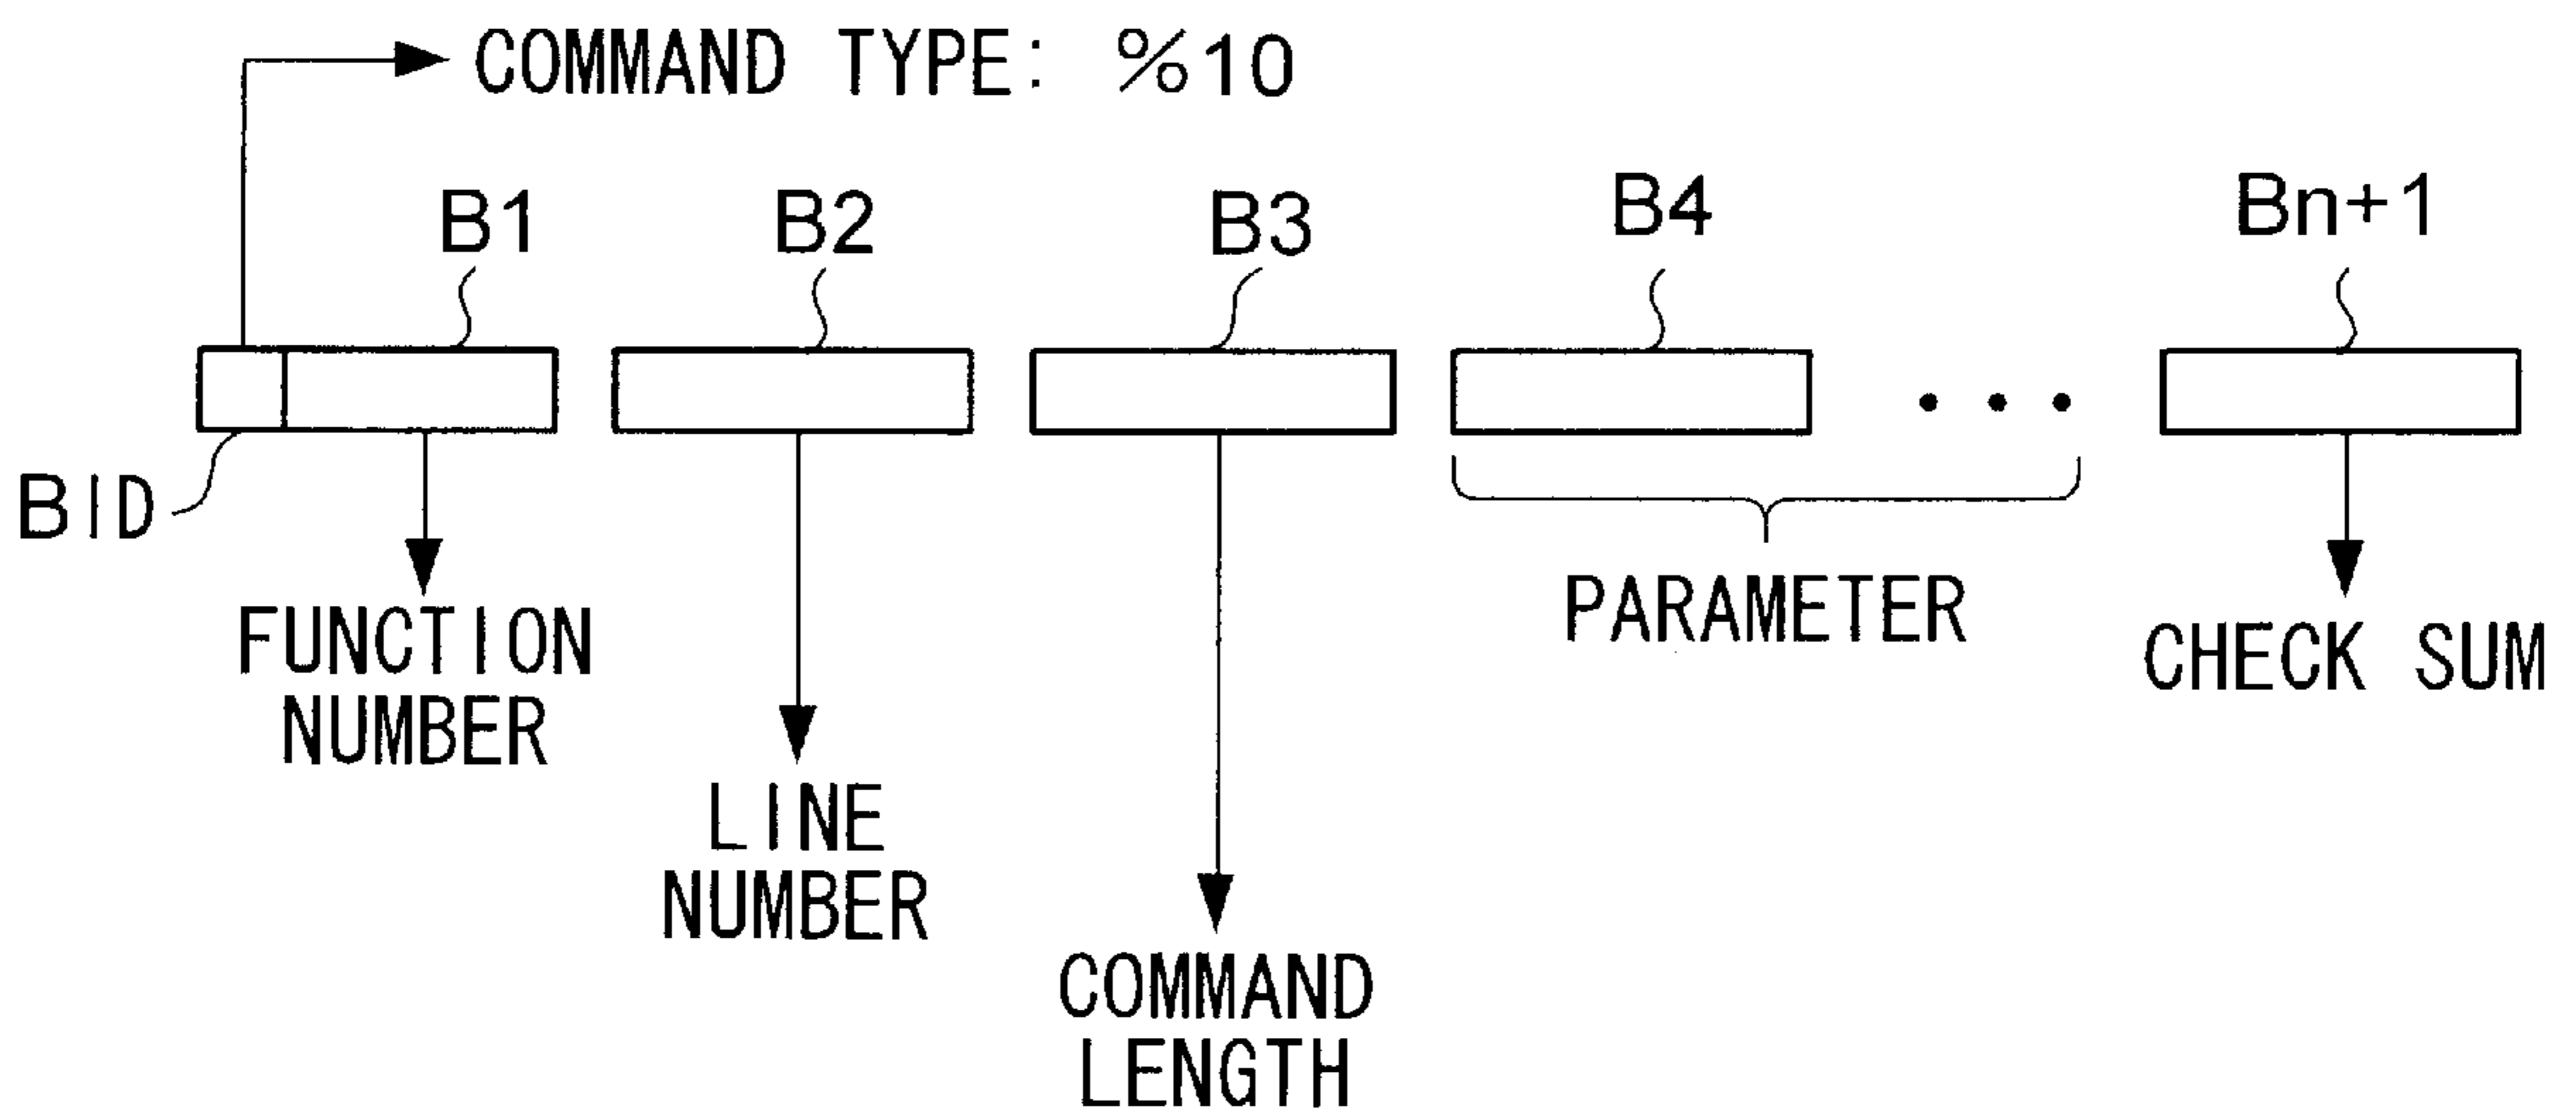 COMMAND TYPE: %10
B1
B2
B3
B4
Bn+1
BID
FUNCTION
NUMBER
LINE
NUMBER
COMMAND
LENGTH
PARAMETER
CHECK SUM